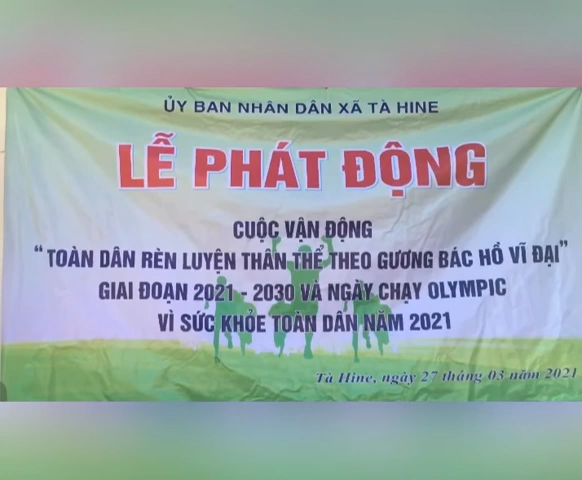 ỦY BAN NHÂN DÂN XÃ TÀ HINE
LỄ PHÁT ĐỘNG
CUỘC VẬN ĐỘNG
“TOÀN DÂN RÈN LUYỆN THÂN THỂ THEO GƯƠNG BÁC HỒ VĨ ĐẠI”
GIAI ĐOẠN 2021 - 2030 VÀ NGÀY CHẠY OLYMPIC
VÌ SỨC KHỎE TOÀN DÂN NĂM 2021
Tà Hine, ngày 27 tháng 03 năm 2021